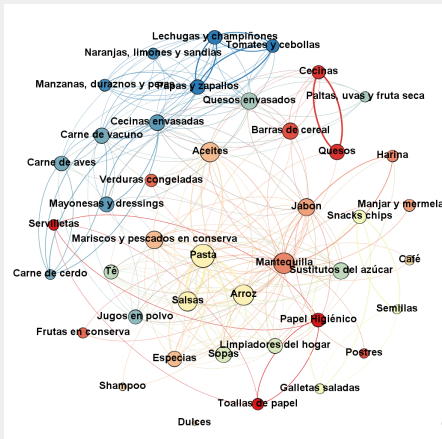 Lechugas y champiñones
Tomates y cebollas
Naranjas, limones y sandías
Cecinas
Manzanas, duraznos y peras
Papas y zapallos
Quesos envasados
Paltas, uvas y fruta seca
Cecinas envasadas
Carne de vacuno
Barras de cereal
Aceites
Quesos
Carne de aves
Harina
Verduras congeladas
Mayonesas y dressings
Jabón
Manjar y mermela
Snacks chips
Servilletas
Mariscos y pescados en conserva
Pasta
Mantequilla
Café
Carne de cerdo
Té
Sustitutos del azúcar
Salsas
Arroz
Semillas
Jugos en polvo
Papel Higiénico
Frutas en conserva
Limpiadores del hogar
Especias
Sopas
Postres
Shampoo
Galletas saladas
Toallas de papel
Dulces